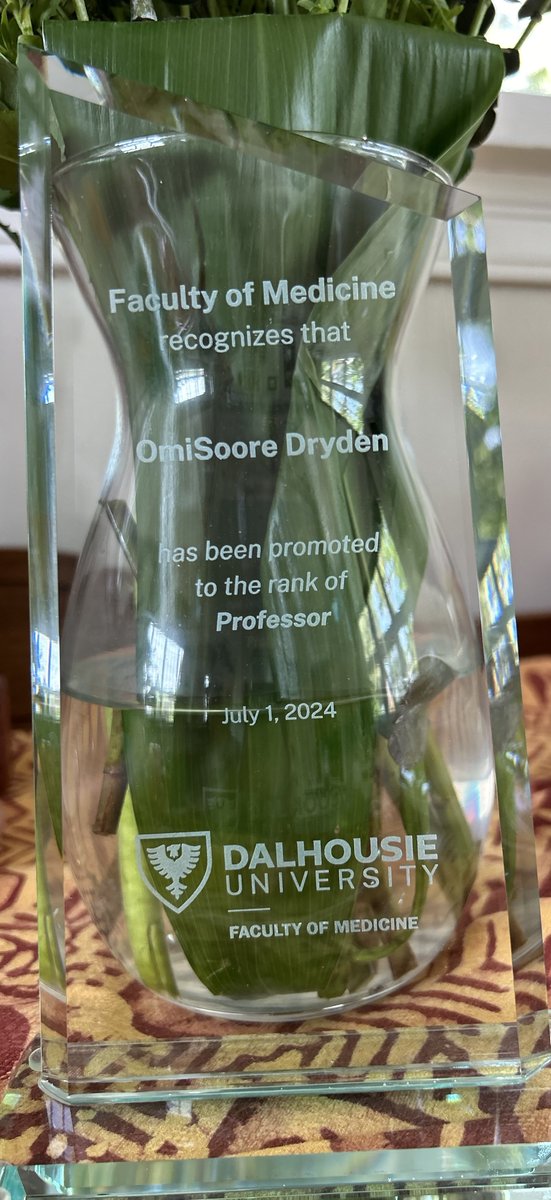 Faculty of Medicine
recognizes that
OmiSoore Dryden
has been promoted
to the rank of
Professor
July 1, 2024
DALHOUSIE
UNIVERSITY
FACULTY OF MEDICINE